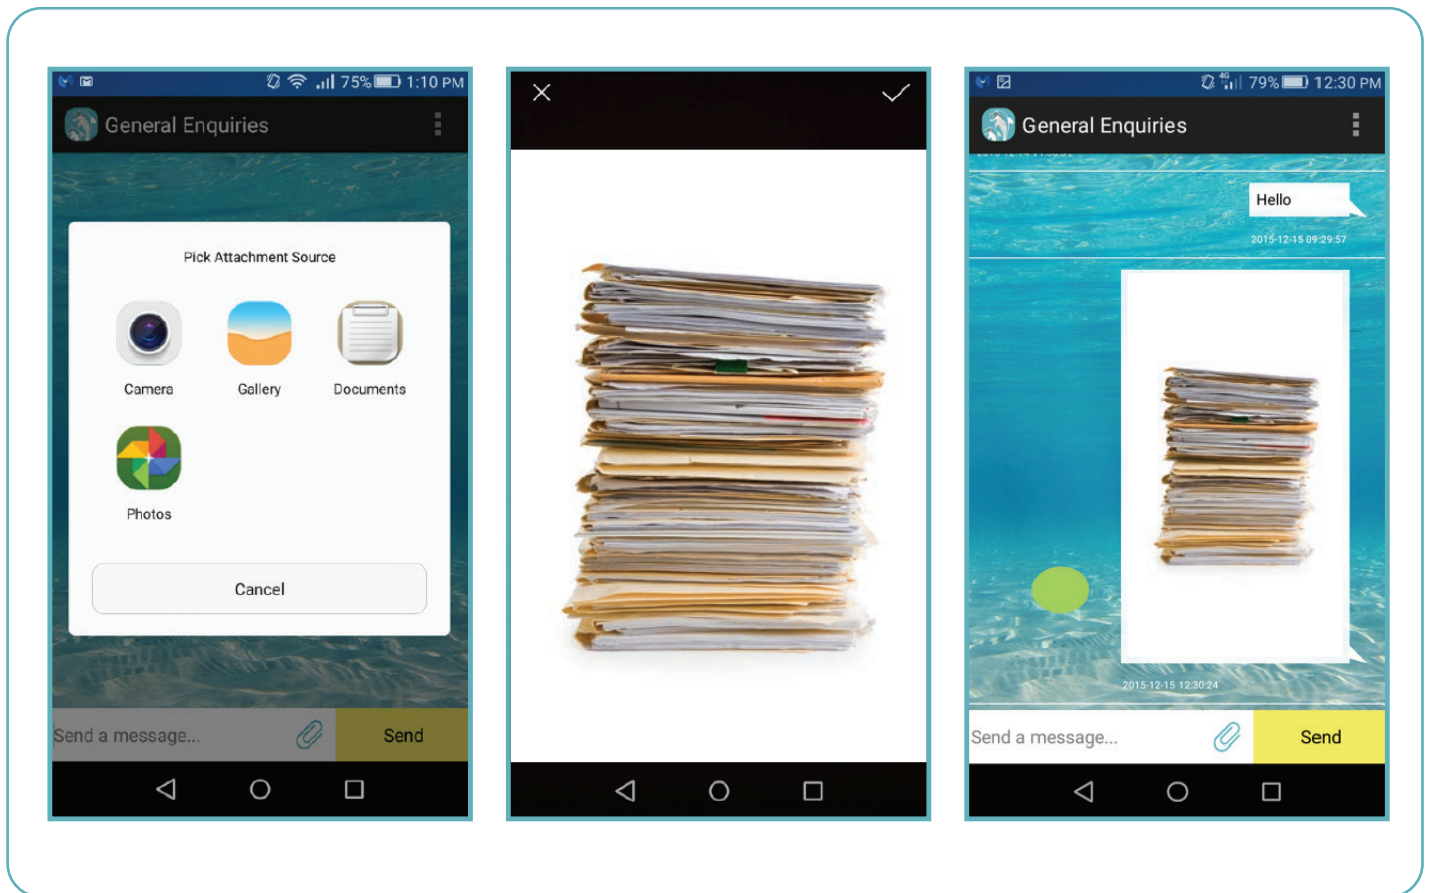 75% 1:10 PM
General Enquiries
Pick Attachment Source
Camera Gallery Documents
Photos
Cancel
Send a message... Send
4G 79% 12:30 PM
General Enquiries
Hello
2015-12-15 09:29:57
2015-12-15 12:30:24
Send a message... Send